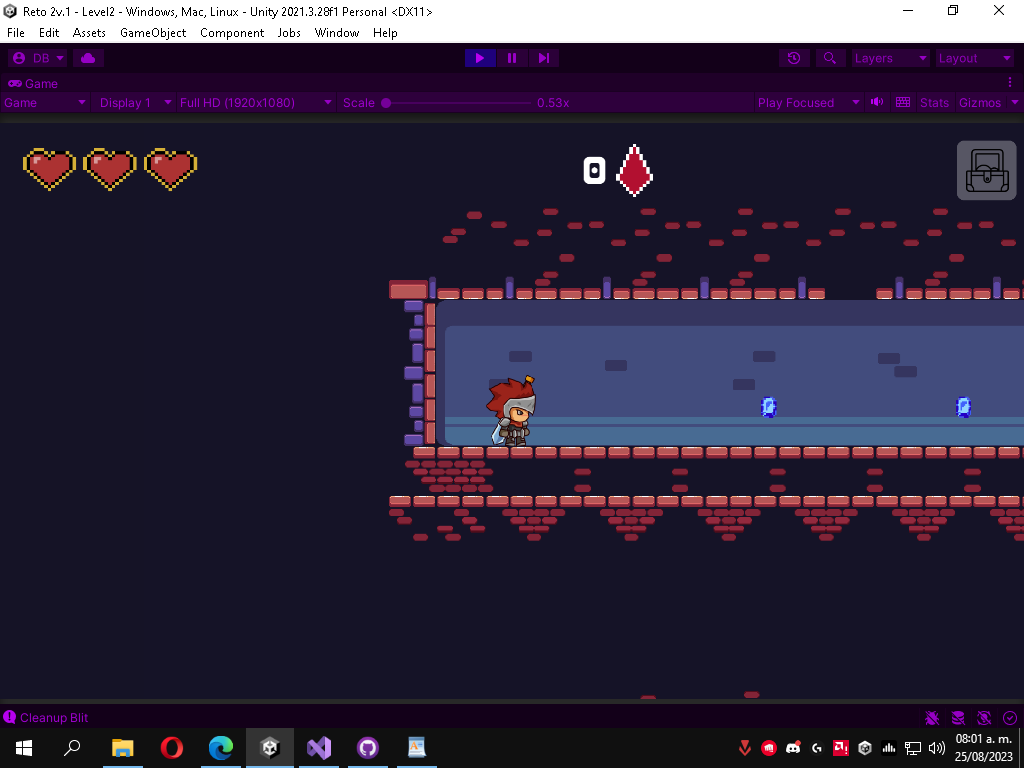 Reto 2v.1 - Level2 - Windows, Mac, Linux - Unity 2021.3.28f1 Personal <DX11>
File Edit Assets GameObject Component Jobs Window Help
DB Layers Layout
Game
Game Display 1 Full HD (1920x1080) Scale 0.53x Play Focused Stats Gizmos
0
Cleanup Blit
08:01 a. m.
25/08/2023